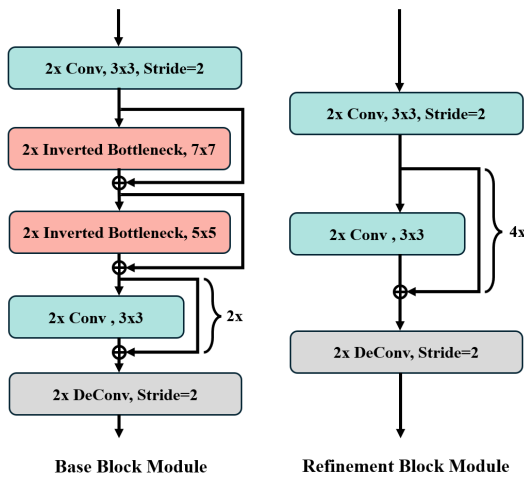 2x Conv, 3x3, Stride=2
2x Inverted Bottleneck, 7x7
2x Inverted Bottleneck, 5x5
2x Conv , 3x3
2x
2x DeConv, Stride=2
Base Block Module
2x Conv, 3x3, Stride=2
2x Conv , 3x3
4x
2x DeConv, Stride=2
Refinement Block Module